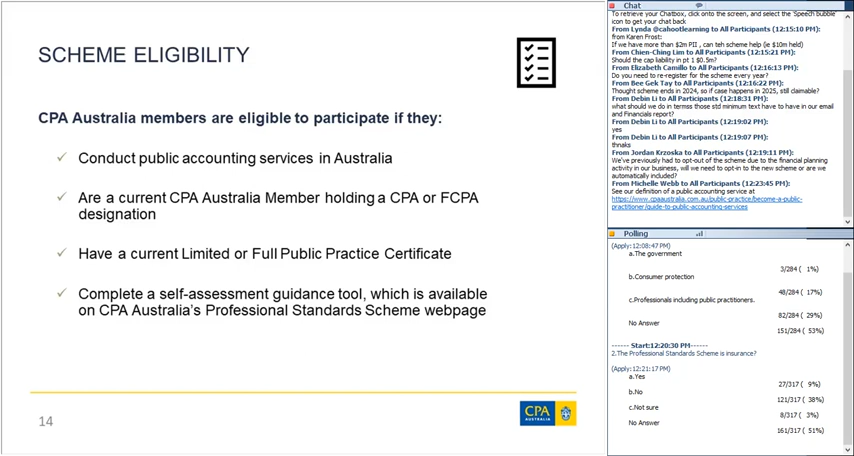 SCHEME ELIGIBILITY
CPA Australia members are eligible to participate if they:
Conduct public accounting services in Australia
Are a current CPA Australia Member holding a CPA or FCPA
designation
Have a current Limited or Full Public Practice Certificate
Complete a self-assessment guidance tool, which is available
on CPA Australia's Professional Standards Scheme webpage
14
CPA
AUSTRALIA
Chat
To retrieve your Chatbox, click onto the screen, and select the 'Speech bubble'
icon to get your chat back
From Lynda @cahootlearning to All Participants (12:15:10 PM):
from Karen Frost:
If we have more than $2m PII , can teh scheme help (ie $10m held)
From Chien-Ching Lim to All Participants (12:15:21 PM):
Should the cap liability in pt 1 $0.5m?
From Elizabeth Camillo to All Participants (12:16:13 PM):
Do you need to re-register for the scheme every year?
From Bee Gek Tay to All Participants (12:16:22 PM):
Thought scheme ends in 2024, so if case happens in 2025, still claimable?
From Debin Li to All Participants (12:18:31 PM):
what should we do in termss those std minimum text have to have in our email
and Financials report?
From Debin Li to All Participants (12:19:02 PM):
yes
From Debin Li to All Participants (12:19:07 PM):
thnaks
From Jordan Krzoska to All Participants (12:19:11 PM):
We've previously had to opt-out of the scheme due to the financial planning
activity in our business, will we need to opt-in to the new scheme or are we
automatically included?
From Michelle Webb to All Participants (12:23:45 PM):
See our definition of a public accounting service at
https://www.cpaaustralia.com.au/public-practice/become-a-public-
practitioner/guide-to-public-accounting-services
Polling
(Apply:12:08:47 PM)
a.The government
3/284 ( 1%)
b.Consumer protection
48/284 ( 17%)
c.Professionals including public practitioners.
82/284 ( 29%)
No Answer
151/284 ( 53%)
------ Start:12:20:30 PM------
2.The Professional Standards Scheme is insurance?
(Apply:12:21:17 PM)
a.Yes
27/317 ( 9%)
b.No
121/317 ( 38%)
c.Not sure
8/317 ( 3%)
No Answer
161/317 ( 51%)